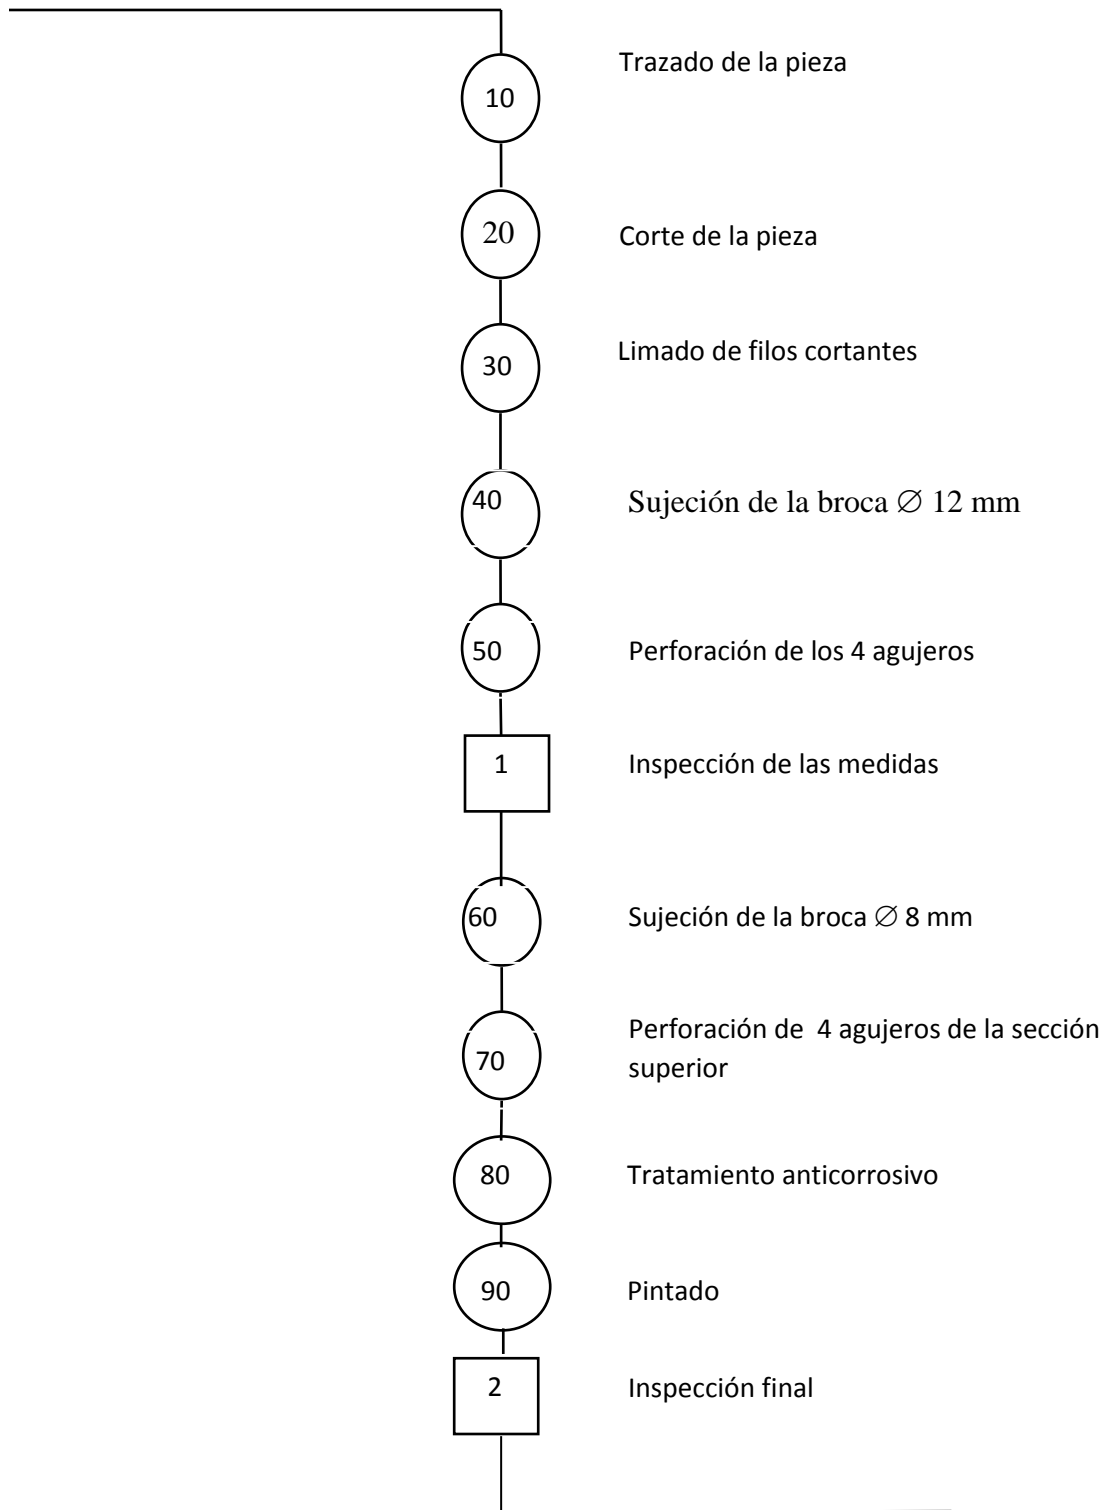 Trazado de la pieza
10
20
Corte de la pieza
30
Limado de filos cortantes
40
Sujeción de la broca ∅ 12 mm
50
Perforación de los 4 agujeros
1
Inspección de las medidas
60
Sujeción de la broca ∅ 8 mm
70
Perforación de  4 agujeros de la sección
superior
80
Tratamiento anticorrosivo
90
Pintado
2
Inspección final